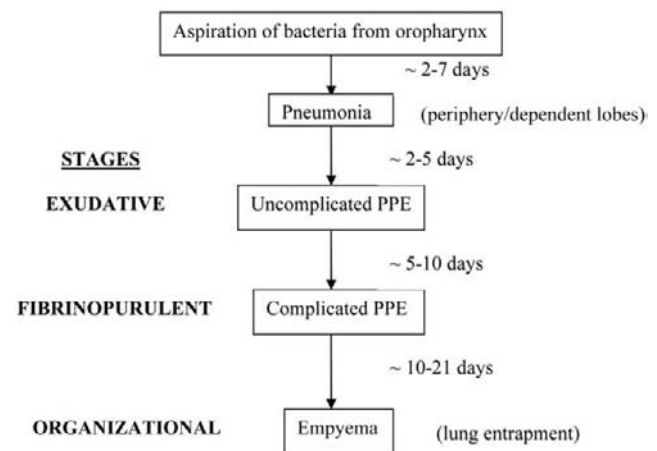 Aspiration of bacteria from oropharynx
~ 2-7 days
Pneumonia (periphery/dependent lobes)
STAGES ~ 2-5 days
EXUDATIVE Uncomplicated PPE
~ 5-10 days
FIBRINOPURULENT Complicated PPE
~ 10-21 days
ORGANIZATIONAL Empyema (lung entrapment)